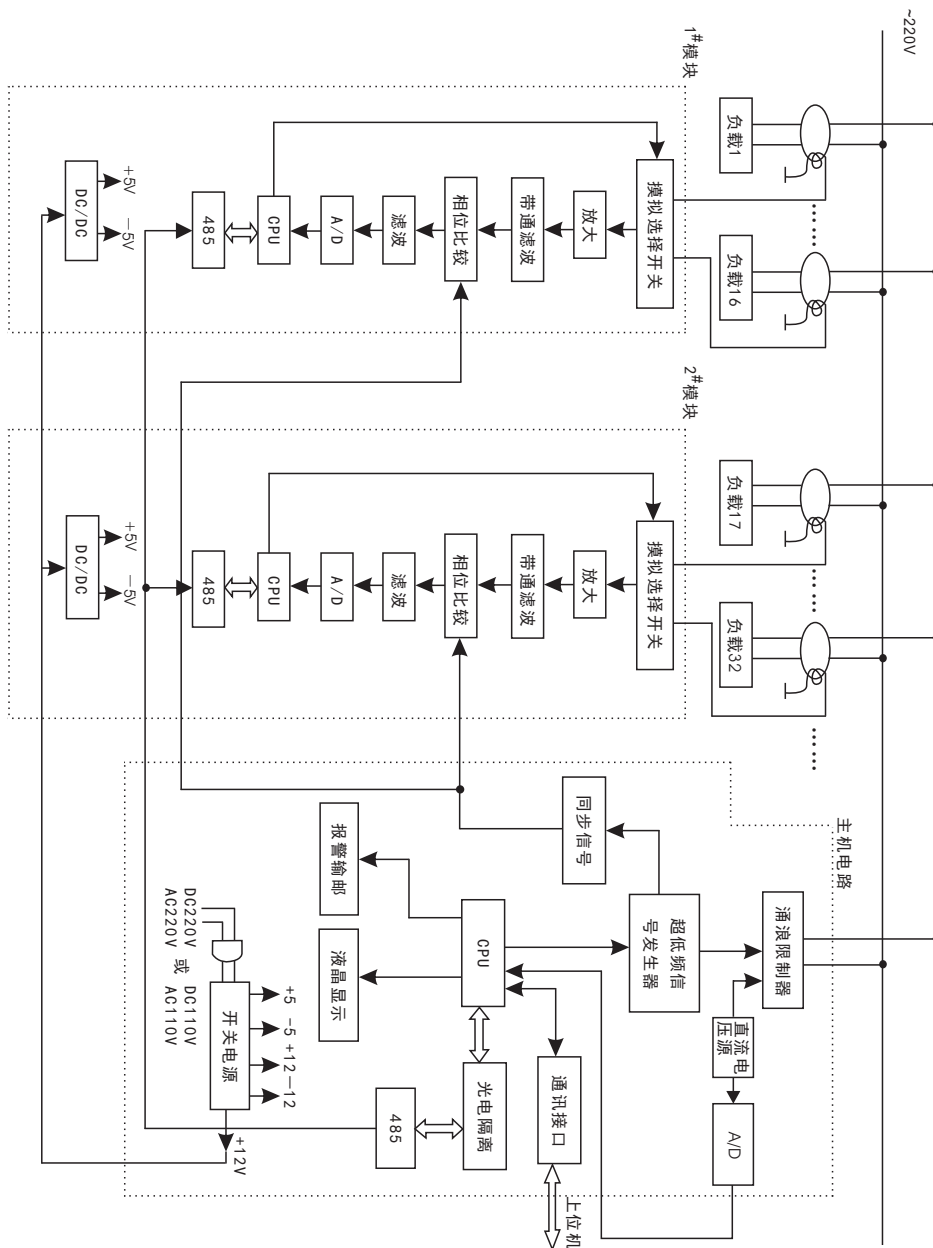 ~220V
1#模块
负载1
负载16
摸拟选择开关
放大
带通滤波
相位比较
滤波
A/D
CPU
485
+5V
-5V
DC/DC
2#模块
负载17
负载32
摸拟选择开关
放大
带通滤波
相位比较
滤波
A/D
CPU
485
+5V
-5V
DC/DC
主机电路
涌浪限制器
直流电
压源
A/D
超低频信
号发生器
同步信号
CPU
通讯接口
上位机
报警输邮
液晶显示
光电隔离
485
DC220V 或 DC110V
AC220V AC110V
开关电源
+5 -5 +12 -12
+12V